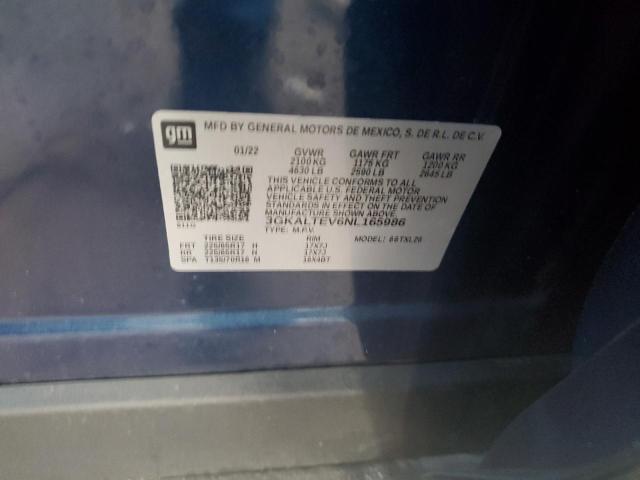 gm MFD BY GENERAL MOTORS DE MEXICO, S. DE R.L. DE C.V.
01/22 GVWR GAWR FRT GAWR RR
2100 KG 1175 KG 1200 KG
4630 LB 2590 LB 2645 LB
THIS VEHICLE CONFORMS TO ALL
APPLICABLE U.S. FEDERAL MOTOR
VEHICLE SAFETY AND THEFT PREVENTION
STANDARDS IN EFFECT ON THE DATE OF
MANUFACTURE SHOWN ABOVE.
3GKALTEV6NL165986
TYPE: M.P.V. MODEL: 66TXL26
TIRE SIZE RIM
FRT 225/65R17 H 17X7J
RR 225/65R17 H 17X7J
SPA T135/70R16 M 16X4BT